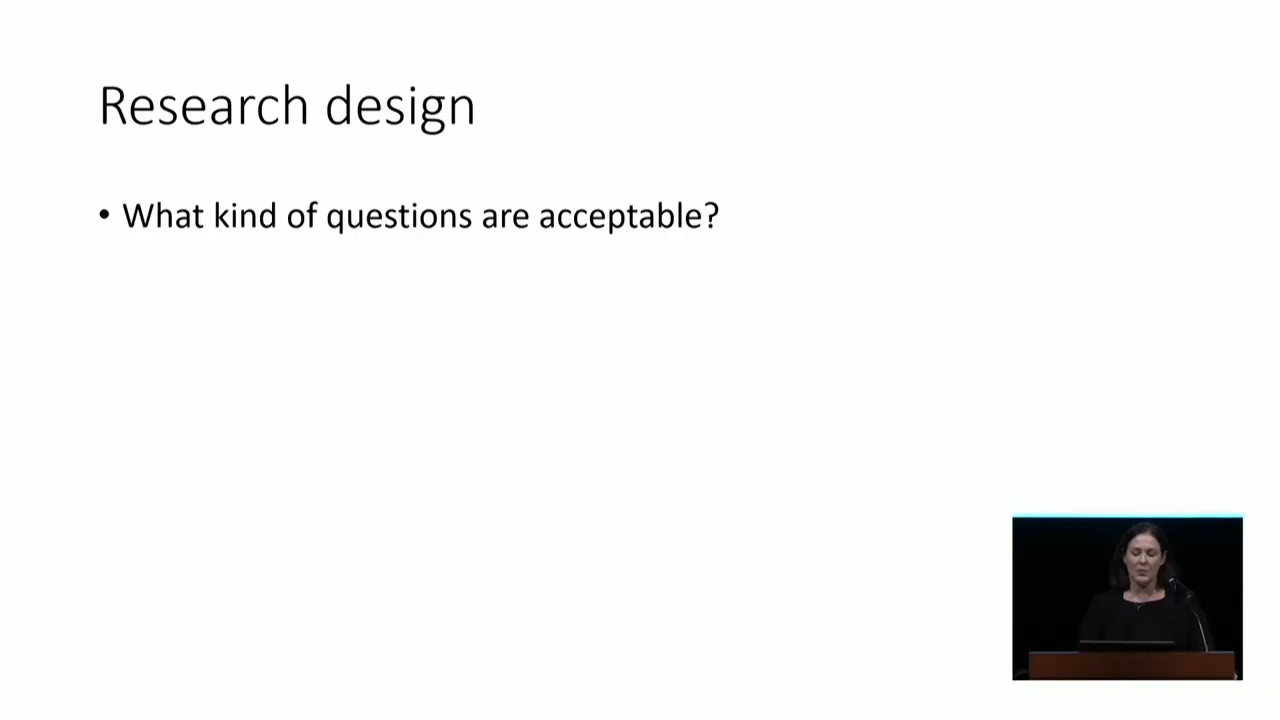 Research design
• What kind of questions are acceptable?